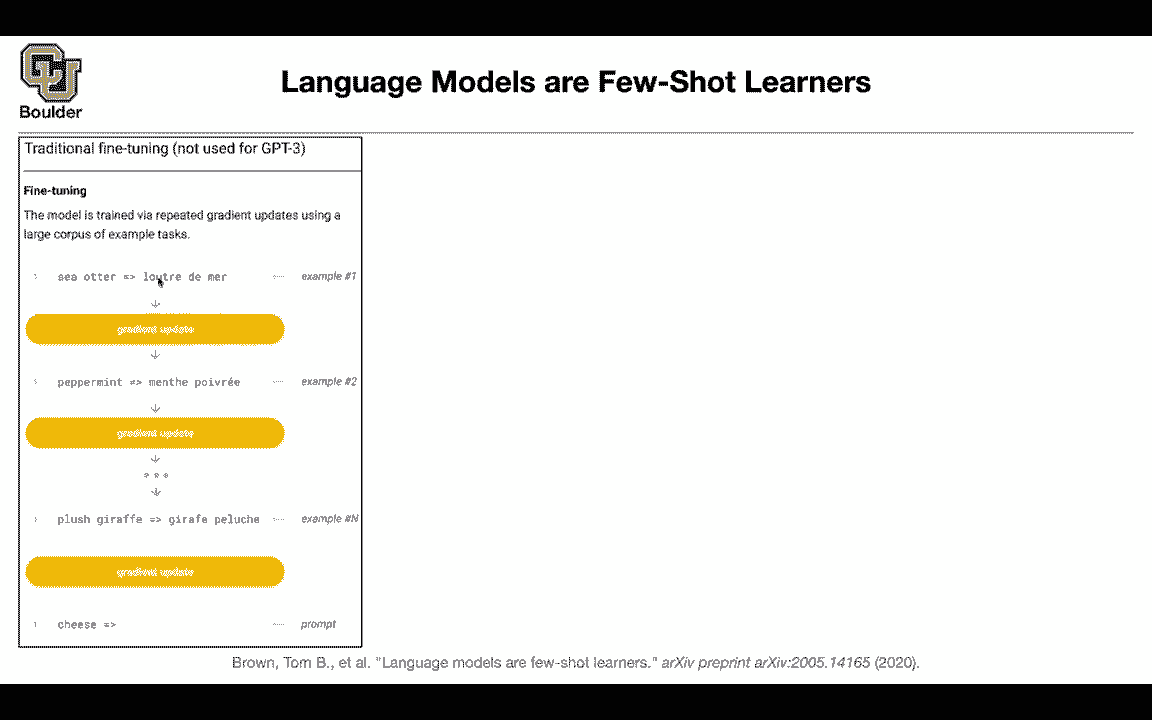 Boulder
Language Models are Few-Shot Learners
Traditional fine-tuning (not used for GPT-3)
Fine-tuning
The model is trained via repeated gradient updates using a
large corpus of example tasks.
1 sea otter => loutre de mer example #1
gradient update
1 peppermint => menthe poivrée example #2
gradient update
1 plush giraffe => girafe peluche example #N
gradient update
1 cheese => prompt
Brown, Tom B., et al. "Language models are few-shot learners." arXiv preprint arXiv:2005.14165 (2020).